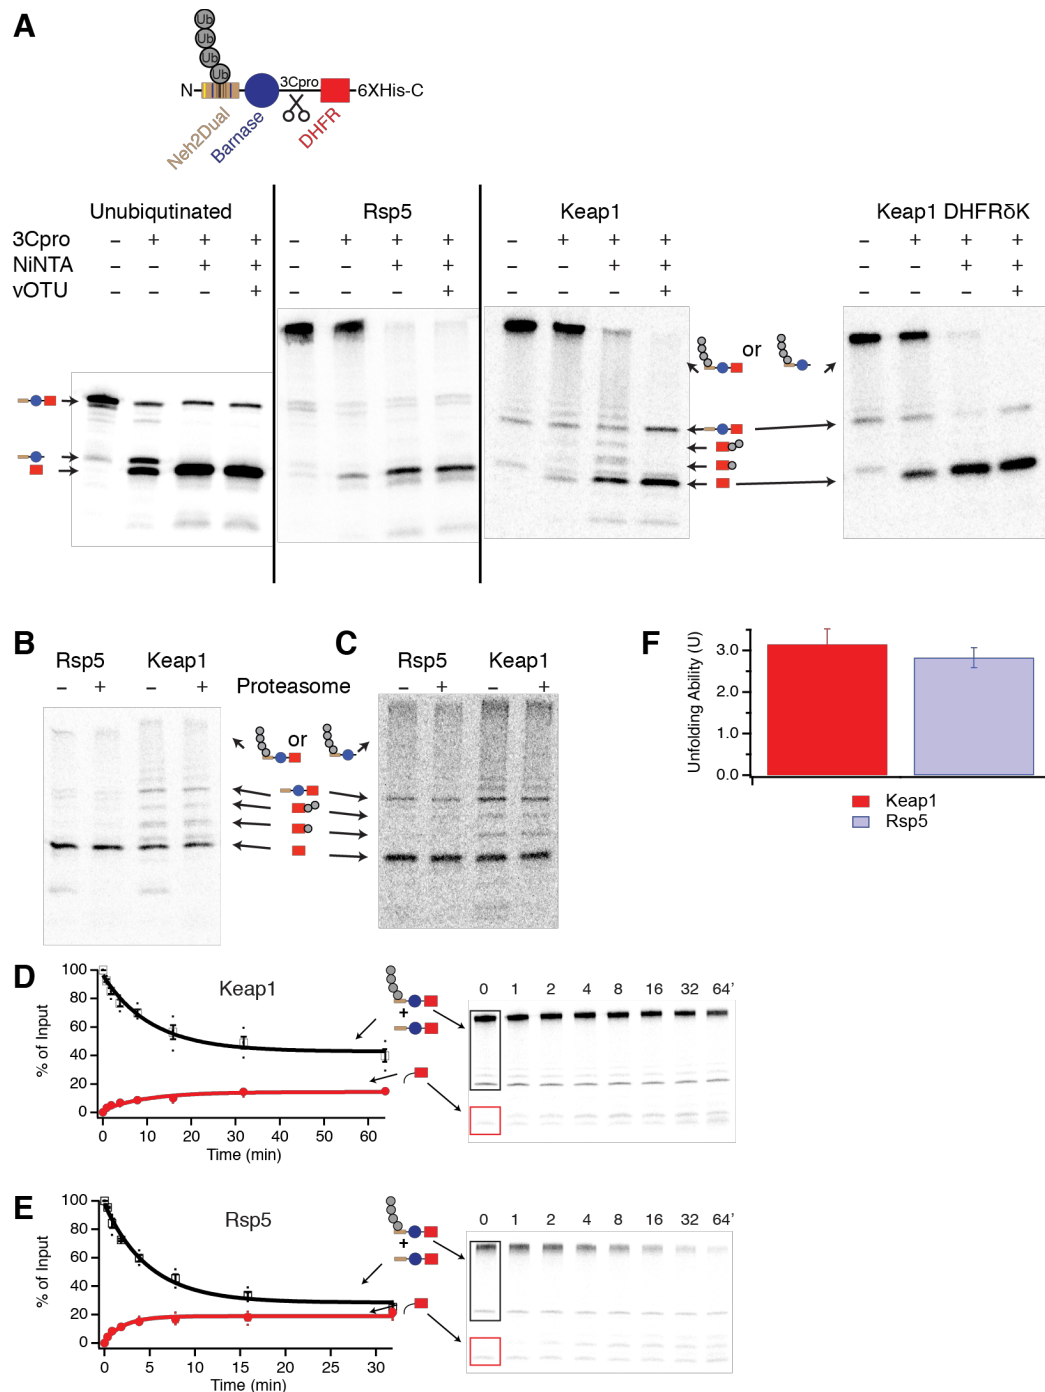 A
Ub
Ub
Ub
Ub
N
3Cpro
6XHis-C
Neh2Dual
Barnase
DHFR
Unubiqutinated
Rsp5
Keap1
Keap1 DHFRδK
3Cpro – + + + – + + + – + + + – + + +
NiNTA – – + + – – + + – – + + – – + +
vOTU – – – + – – – + – – – + – – – +
or
B
Rsp5 Keap1
– + – +
Proteasome
C
Rsp5 Keap1
– + – +
or
F
Unfolding Ability (U)
3.0
2.0
1.0
0.0
Keap1
Rsp5
D
Keap1
% of Input
100
80
60
40
20
0
0 10 20 30 40 50 60
Time (min)
+
0 1 2 4 8 16 32 64'
E
Rsp5
% of Input
100
80
60
40
20
0
0 5 10 15 20 25 30
Time (min)
+
0 1 2 4 8 16 32 64'